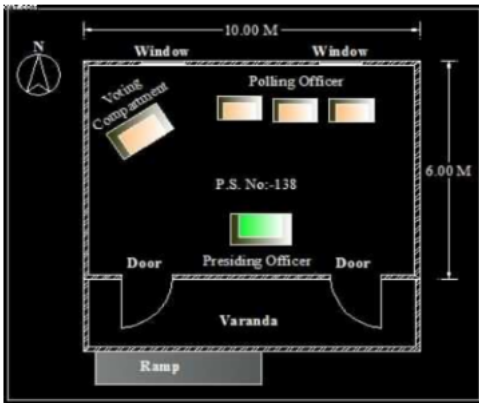 10.00 M
N
Window
Window
Voting
Compartment
Polling Officer
6.00 M
P.S. No:-138
Presiding Officer
Door
Door
Varanda
Ramp